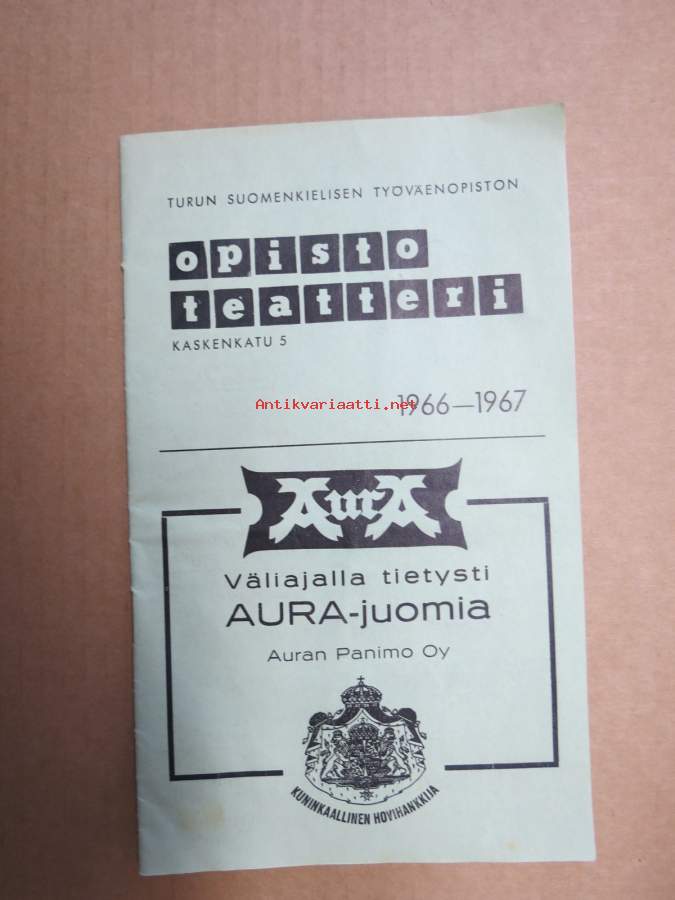 TURUN SUOMENKIELISEN TYÖVÄENOPISTON
opisto
teatteri
KASKENKATU 5
Antikvariaatti.net
1966—1967
AurA
Väliajalla tietysti
AURA-juomia
Auran Panimo Oy
KUNINKAALLINEN HOVIHANKKIJA